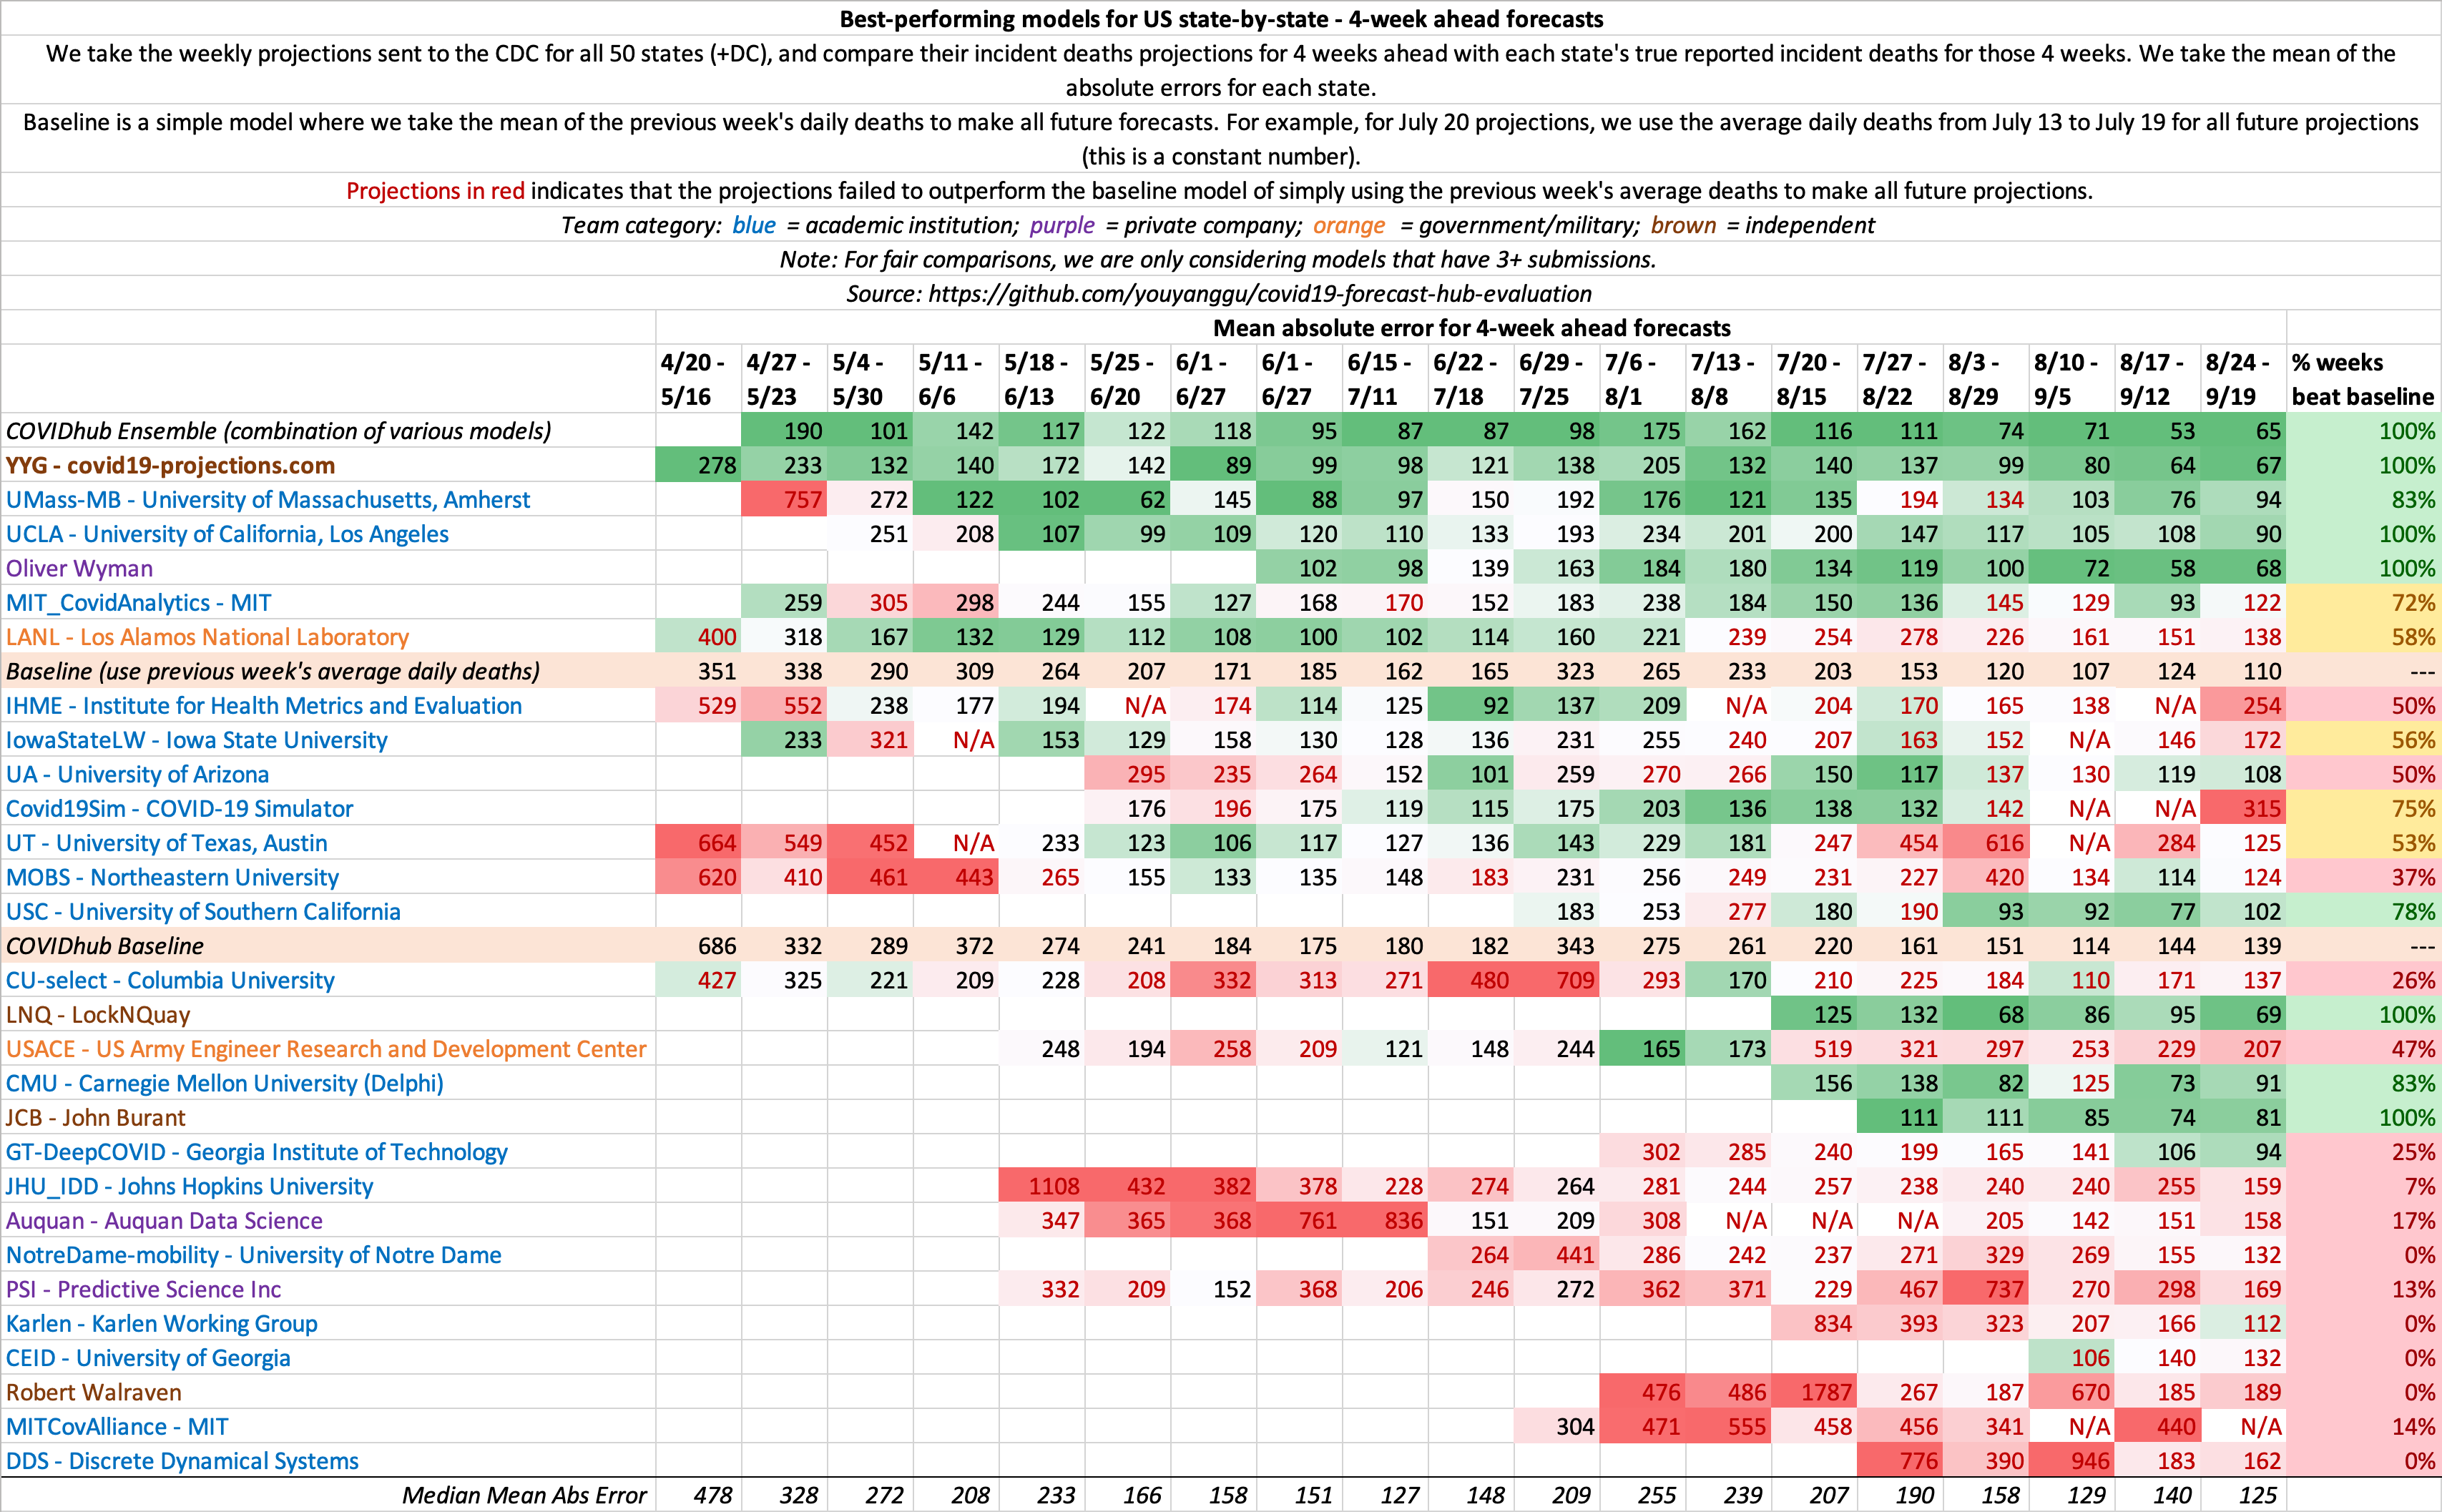 Best-performing models for US state-by-state - 4-week ahead forecasts
We take the weekly projections sent to the CDC for all 50 states (+DC), and compare their incident deaths projections for 4 weeks ahead with each state's true reported incident deaths for those 4 weeks. We take the mean of the
absolute errors for each state.
Baseline is a simple model where we take the mean of the previous week's daily deaths to make all future forecasts. For example, for July 20 projections, we use the average daily deaths from July 13 to July 19 for all future projections
(this is a constant number).
Projections in red indicates that the projections failed to outperform the baseline model of simply using the previous week's average deaths to make all future projections.
Team category: blue = academic institution; purple = private company; orange = government/military; brown = independent
Note: For fair comparisons, we are only considering models that have 3+ submissions.
Source: https://github.com/youyanggu/covid19-forecast-hub-evaluation
Mean absolute error for 4-week ahead forecasts
4/20 - 4/27 - 5/4 - 5/11 - 5/18 - 5/25 - 6/1 - 6/1 - 6/15 - 6/22 - 6/29 - 7/6 - 7/13 - 7/20 - 7/27 - 8/3 - 8/10 - 8/17 - 8/24 - % weeks
5/16 5/23 5/30 6/6 6/13 6/20 6/27 6/27 7/11 7/18 7/25 8/1 8/8 8/15 8/22 8/29 9/5 9/12 9/19 beat baseline
COVIDhub Ensemble (combination of various models) 190 101 142 117 122 118 95 87 87 98 175 162 116 111 74 71 53 65 100%
YYG - covid19-projections.com 278 233 132 140 172 142 89 99 98 121 138 205 132 140 137 99 80 64 67 100%
UMass-MB - University of Massachusetts, Amherst 757 272 122 102 62 145 88 97 150 192 176 121 135 194 134 103 76 94 83%
UCLA - University of California, Los Angeles 251 208 107 99 109 120 110 133 193 234 201 200 147 117 105 108 90 100%
Oliver Wyman 102 98 139 163 184 180 134 119 100 72 58 68 100%
MIT_CovidAnalytics - MIT 259 305 298 244 155 127 168 170 152 183 238 184 150 136 145 129 93 122 72%
LANL - Los Alamos National Laboratory 400 318 167 132 129 112 108 100 102 114 160 221 239 254 278 226 161 151 138 58%
Baseline (use previous week's average daily deaths) 351 338 290 309 264 207 171 185 162 165 323 265 233 203 153 120 107 124 110 ---
IHME - Institute for Health Metrics and Evaluation 529 552 238 177 194 N/A 174 114 125 92 137 209 N/A 204 170 165 138 N/A 254 50%
IowaStateLW - Iowa State University 233 321 N/A 153 129 158 130 128 136 231 255 240 207 163 152 N/A 146 172 56%
UA - University of Arizona 295 235 264 152 101 259 270 266 150 117 137 130 119 108 50%
Covid19Sim - COVID-19 Simulator 176 196 175 119 115 175 203 136 138 132 142 N/A N/A 315 75%
UT - University of Texas, Austin 664 549 452 N/A 233 123 106 117 127 136 143 229 181 247 454 616 N/A 284 125 53%
MOBS - Northeastern University 620 410 461 443 265 155 133 135 148 183 231 256 249 231 227 420 134 114 124 37%
USC - University of Southern California 183 253 277 180 190 93 92 77 102 78%
COVIDhub Baseline 686 332 289 372 274 241 184 175 180 182 343 275 261 220 161 151 114 144 139 ---
CU-select - Columbia University 427 325 221 209 228 208 332 313 271 480 709 293 170 210 225 184 110 171 137 26%
LNQ - LockNQuay 125 132 68 86 95 69 100%
USACE - US Army Engineer Research and Development Center 248 194 258 209 121 148 244 165 173 519 321 297 253 229 207 47%
CMU - Carnegie Mellon University (Delphi) 156 138 82 125 73 91 83%
JCB - John Burant 111 111 85 74 81 100%
GT-DeepCOVID - Georgia Institute of Technology 302 285 240 199 165 141 106 94 25%
JHU_IDD - Johns Hopkins University 1108 432 382 378 228 274 264 281 244 257 238 240 240 255 159 7%
Auquan - Auquan Data Science 347 365 368 761 836 151 209 308 N/A N/A N/A 205 142 151 158 17%
NotreDame-mobility - University of Notre Dame 264 441 286 242 237 271 329 269 155 132 0%
PSI - Predictive Science Inc 332 209 152 368 206 246 272 362 371 229 467 737 270 298 169 13%
Karlen - Karlen Working Group 834 393 323 207 166 112 0%
CEID - University of Georgia 106 140 132 0%
Robert Walraven 476 486 1787 267 187 670 185 189 0%
MITCovAlliance - MIT 304 471 555 458 456 341 N/A 440 N/A 14%
DDS - Discrete Dynamical Systems 776 390 946 183 162 0%
Median Mean Abs Error 478 328 272 208 233 166 158 151 127 148 209 255 239 207 190 158 129 140 125